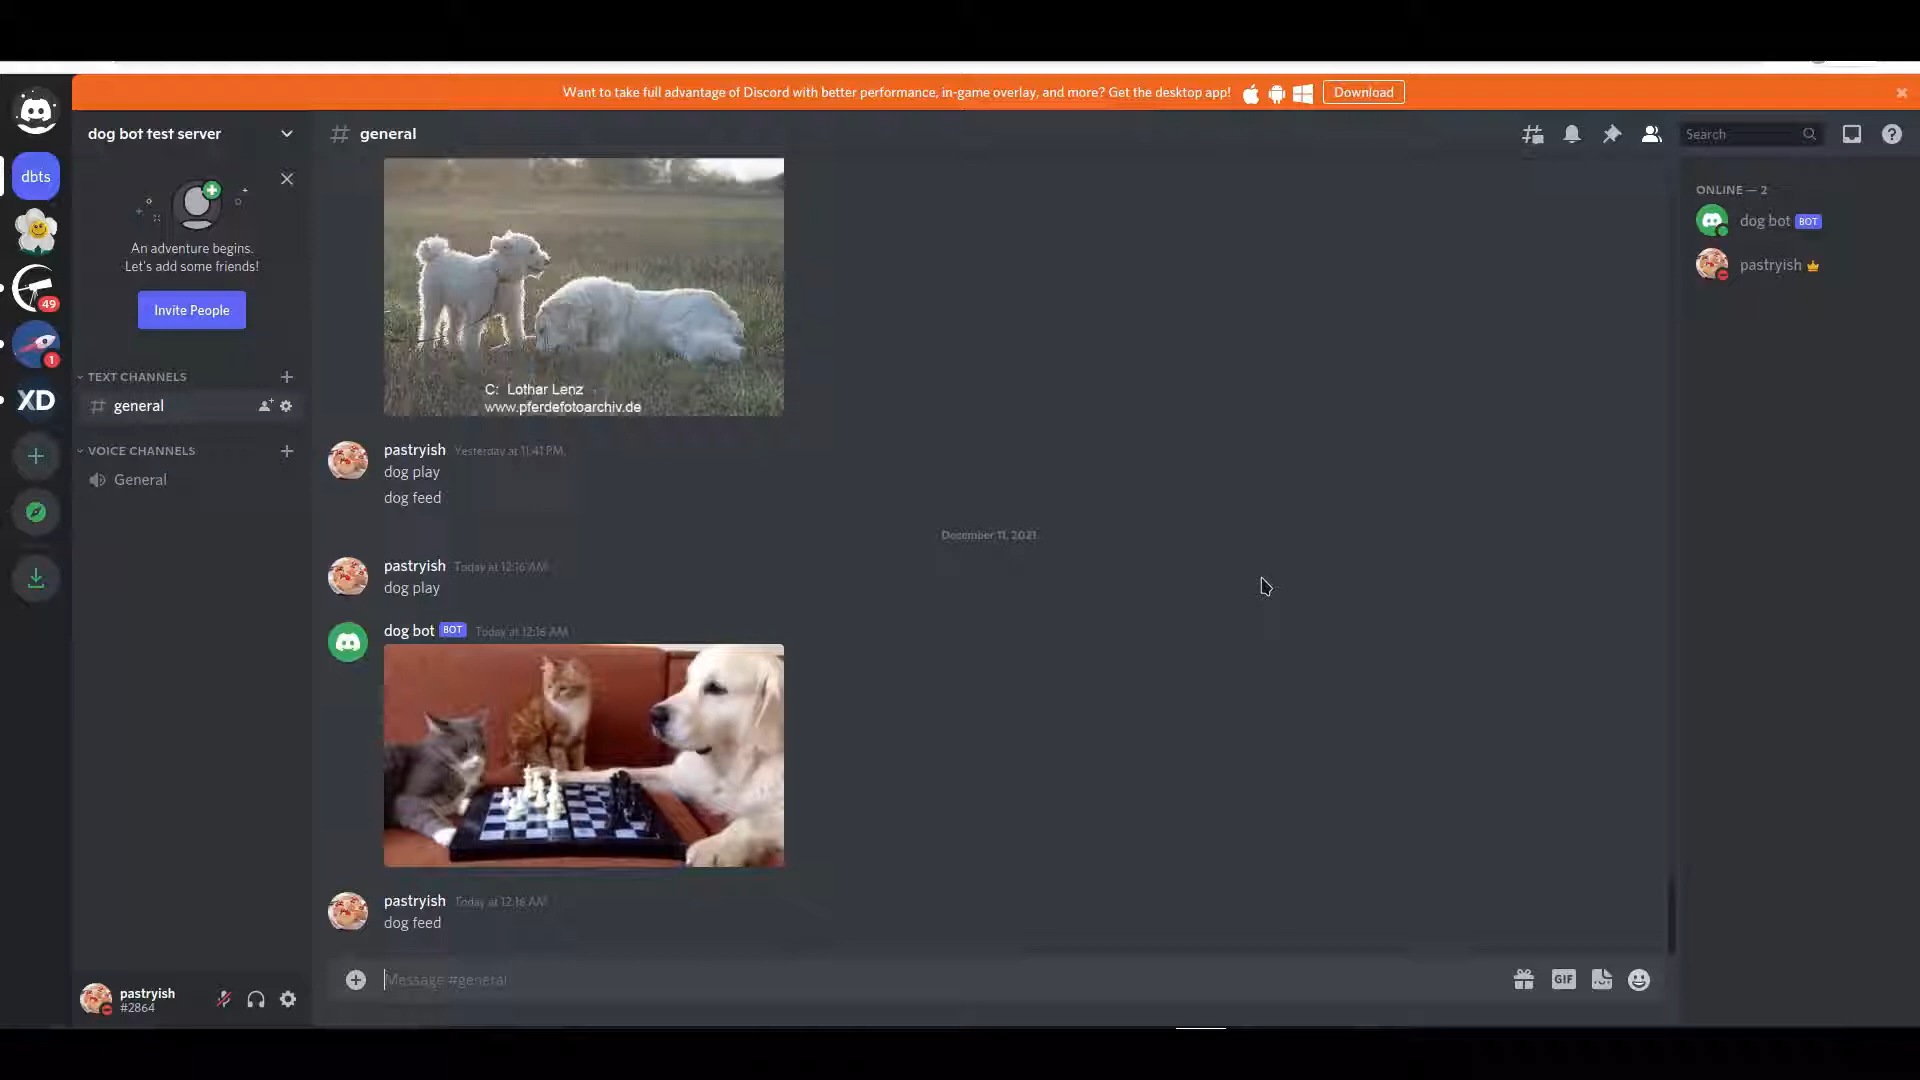 Want to take full advantage of Discord with better performance, in-game overlay, and more? Get the desktop app!
Download
dog bot test server
general
Search
dbts
An adventure begins.
Let's add some friends!
Invite People
49
1
XD
TEXT CHANNELS
general
VOICE CHANNELS
General
C: Lothar Lenz
www.pferdefotoarchiv.de
pastryish Yesterday at 11:41 PM
dog play
dog feed
December 11, 2021
pastryish Today at 12:16 AM
dog play
dog bot BOT Today at 12:16 AM
pastryish Today at 12:16 AM
dog feed
Message #general
GIF
pastryish
#2864
ONLINE — 2
dog bot BOT
pastryish